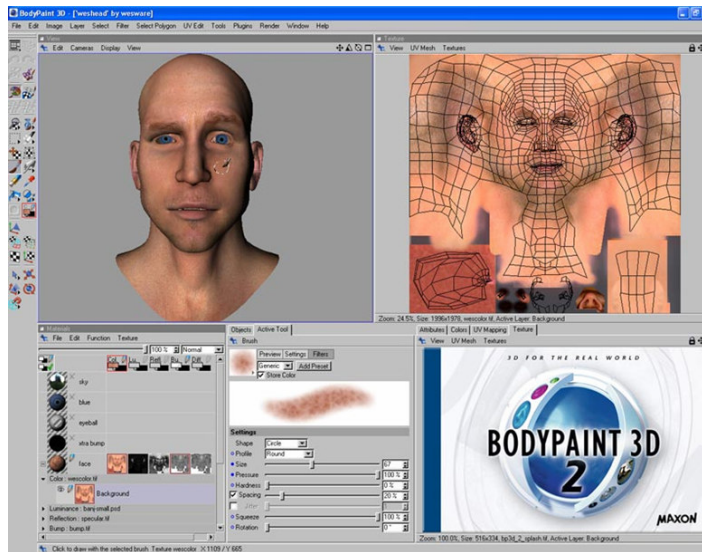 BodyPaint 3D - ['weshead' by wesware]
File Edit Image Layer Select Filter Select Polygon UV Edit Tools Plugins Render Window Help
View
Edit Cameras Display View
Texture
View UV Mesh Textures
Zoom: 24.5%, Size: 1996x1978, wescolor.tif, Active Layer: Background
Materials
File Edit Function Texture
100 % Normal
Col. Lu. Refl. Bu. Diff.
sky
blue
eyeball
xtra bump
face
Color : wescolor.tif
Background
Luminance : banj-small.psd
Reflection : specular.tif
Bump : bump.tif
Objects Active Tool
Brush
Preview Settings Filters
Generic Add Preset
Store Color
Settings
Shape Circle
Profile Round
Size 67
Pressure 100 %
Hardness 0 %
Spacing 20 %
Jitter
Squeeze 100 %
Rotation 0 °
Attributes Colors UV Mapping Texture
View UV Mesh Textures
3D FOR THE REAL WORLD
BODYPAINT 3D
2
MAXON
Zoom: 100.0%, Size: 516x334, bp3d_2_splash.tif, Active Layer: Background
Click to draw with the selected brush. Texture wescolor X 1109 / Y 665